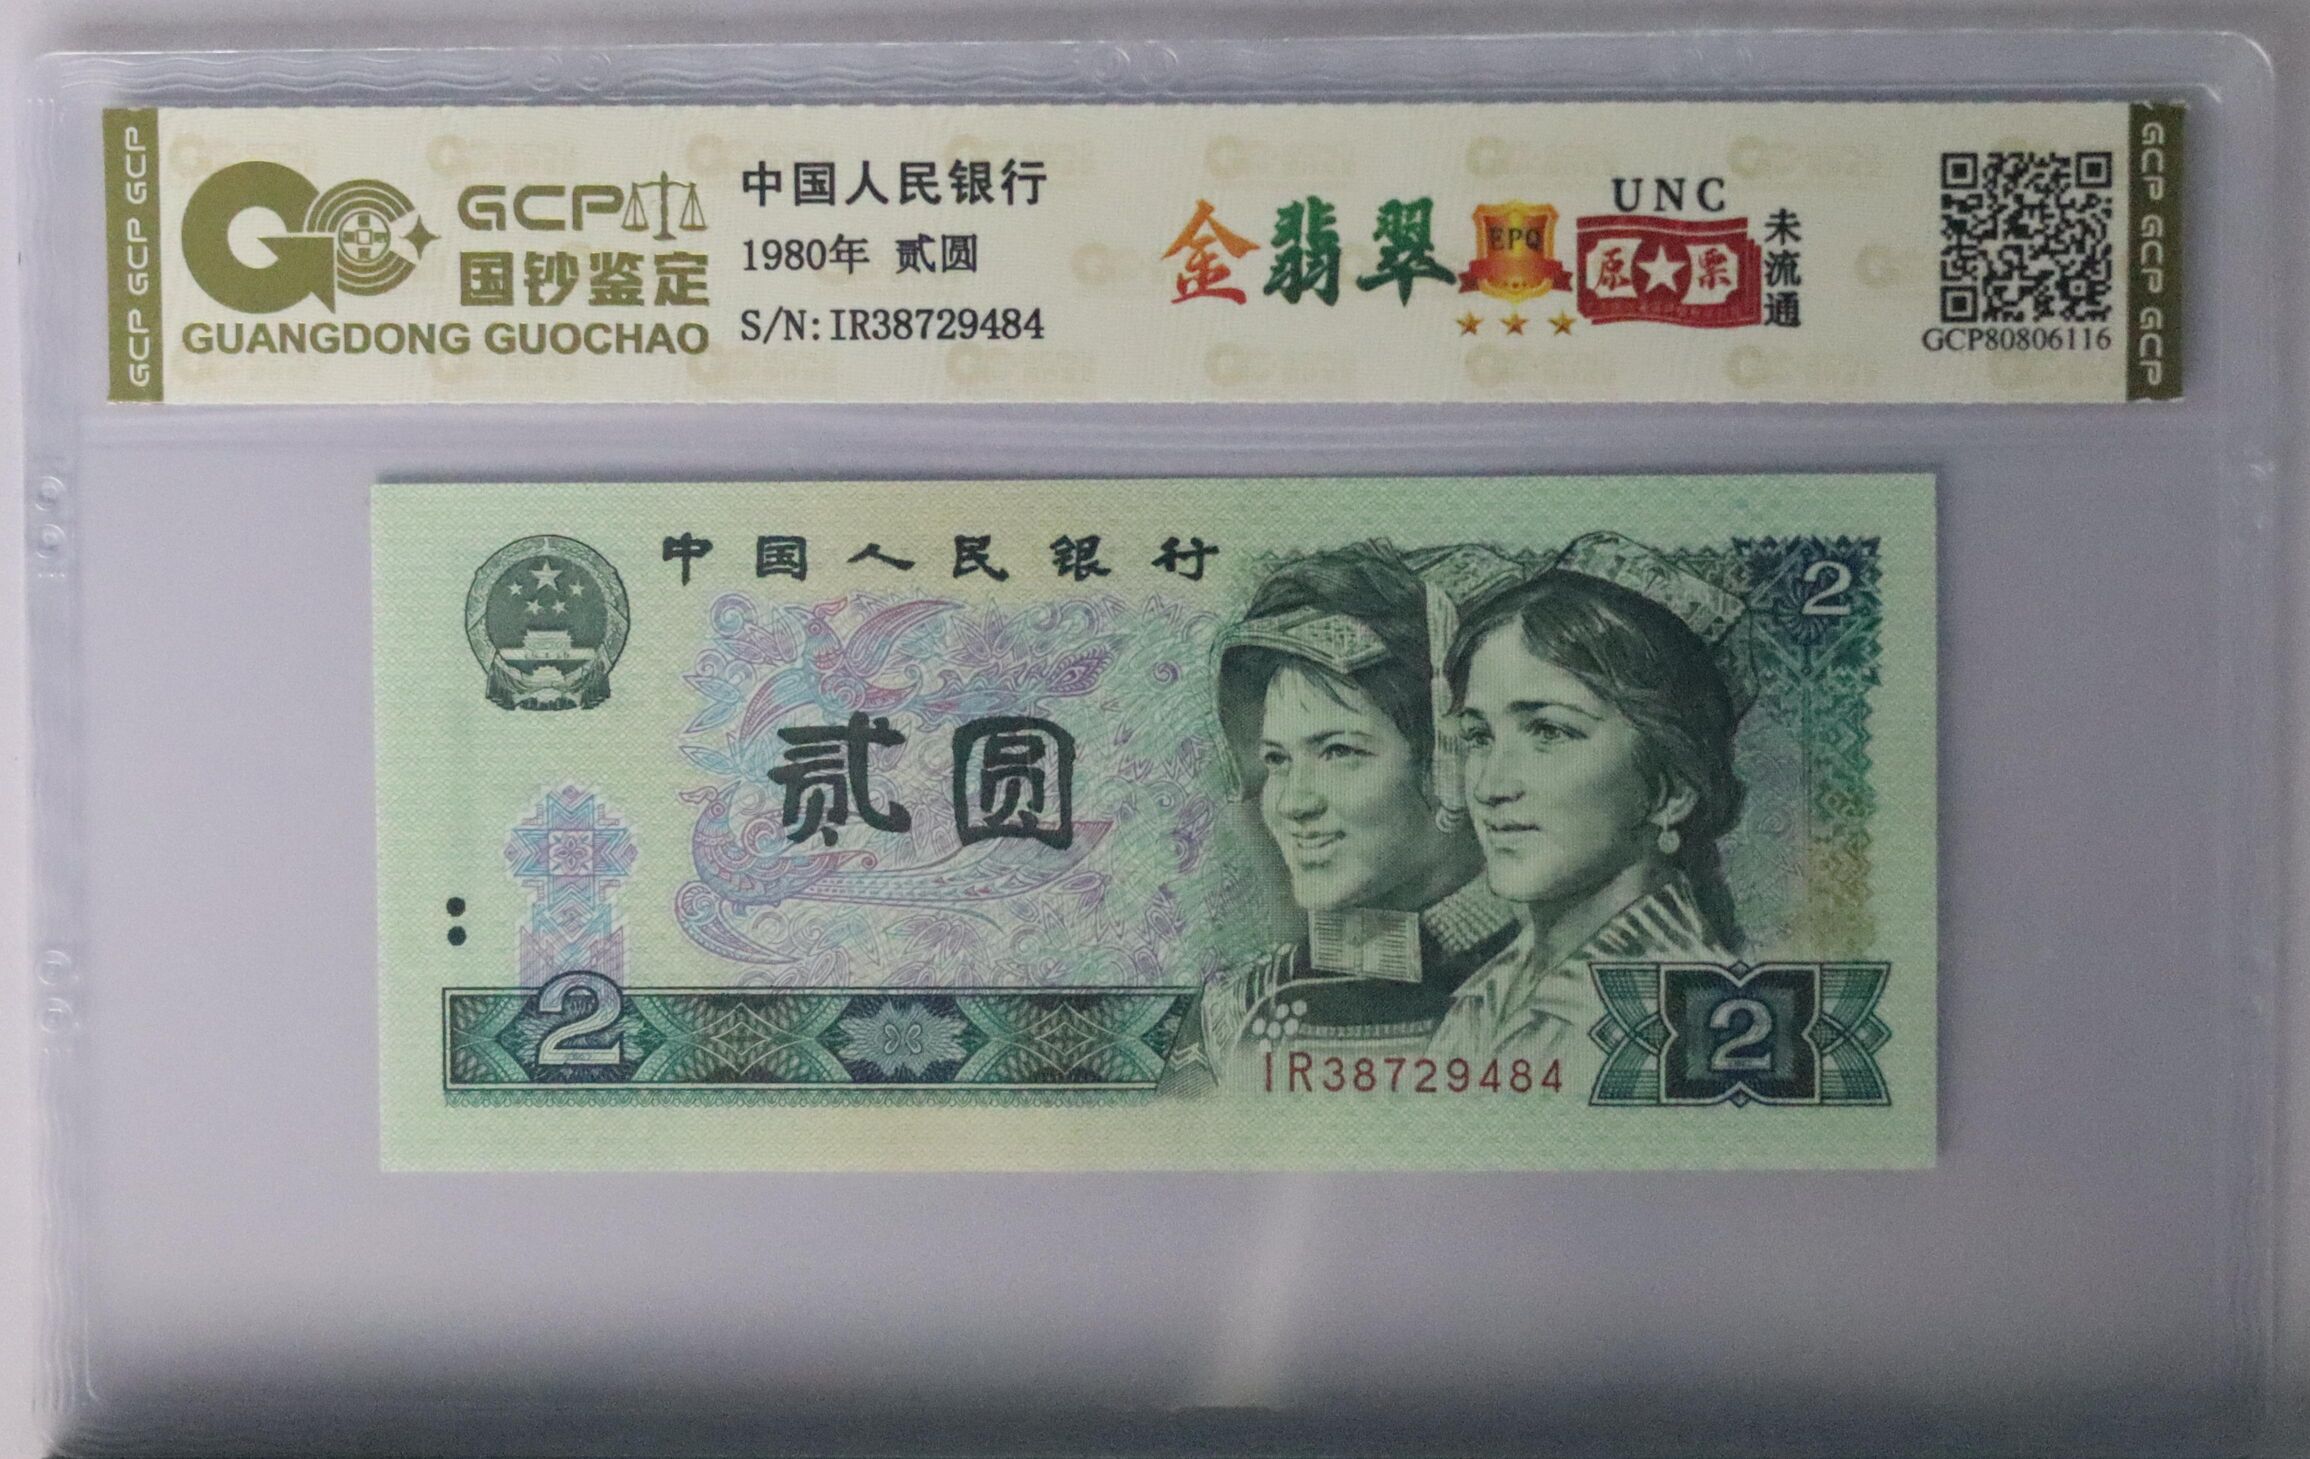 GCP GCP GCP
GCP
国钞鉴定
GUANGDONG GUOCHAO
中国人民银行
1980年 贰圆
S/N:IR38729484
金翡翠
EPQ
UNC
原票
未流通
GCP80806116
GCP GCP GCP
中国人民银行
2
贰圆
2
IR38729484
2